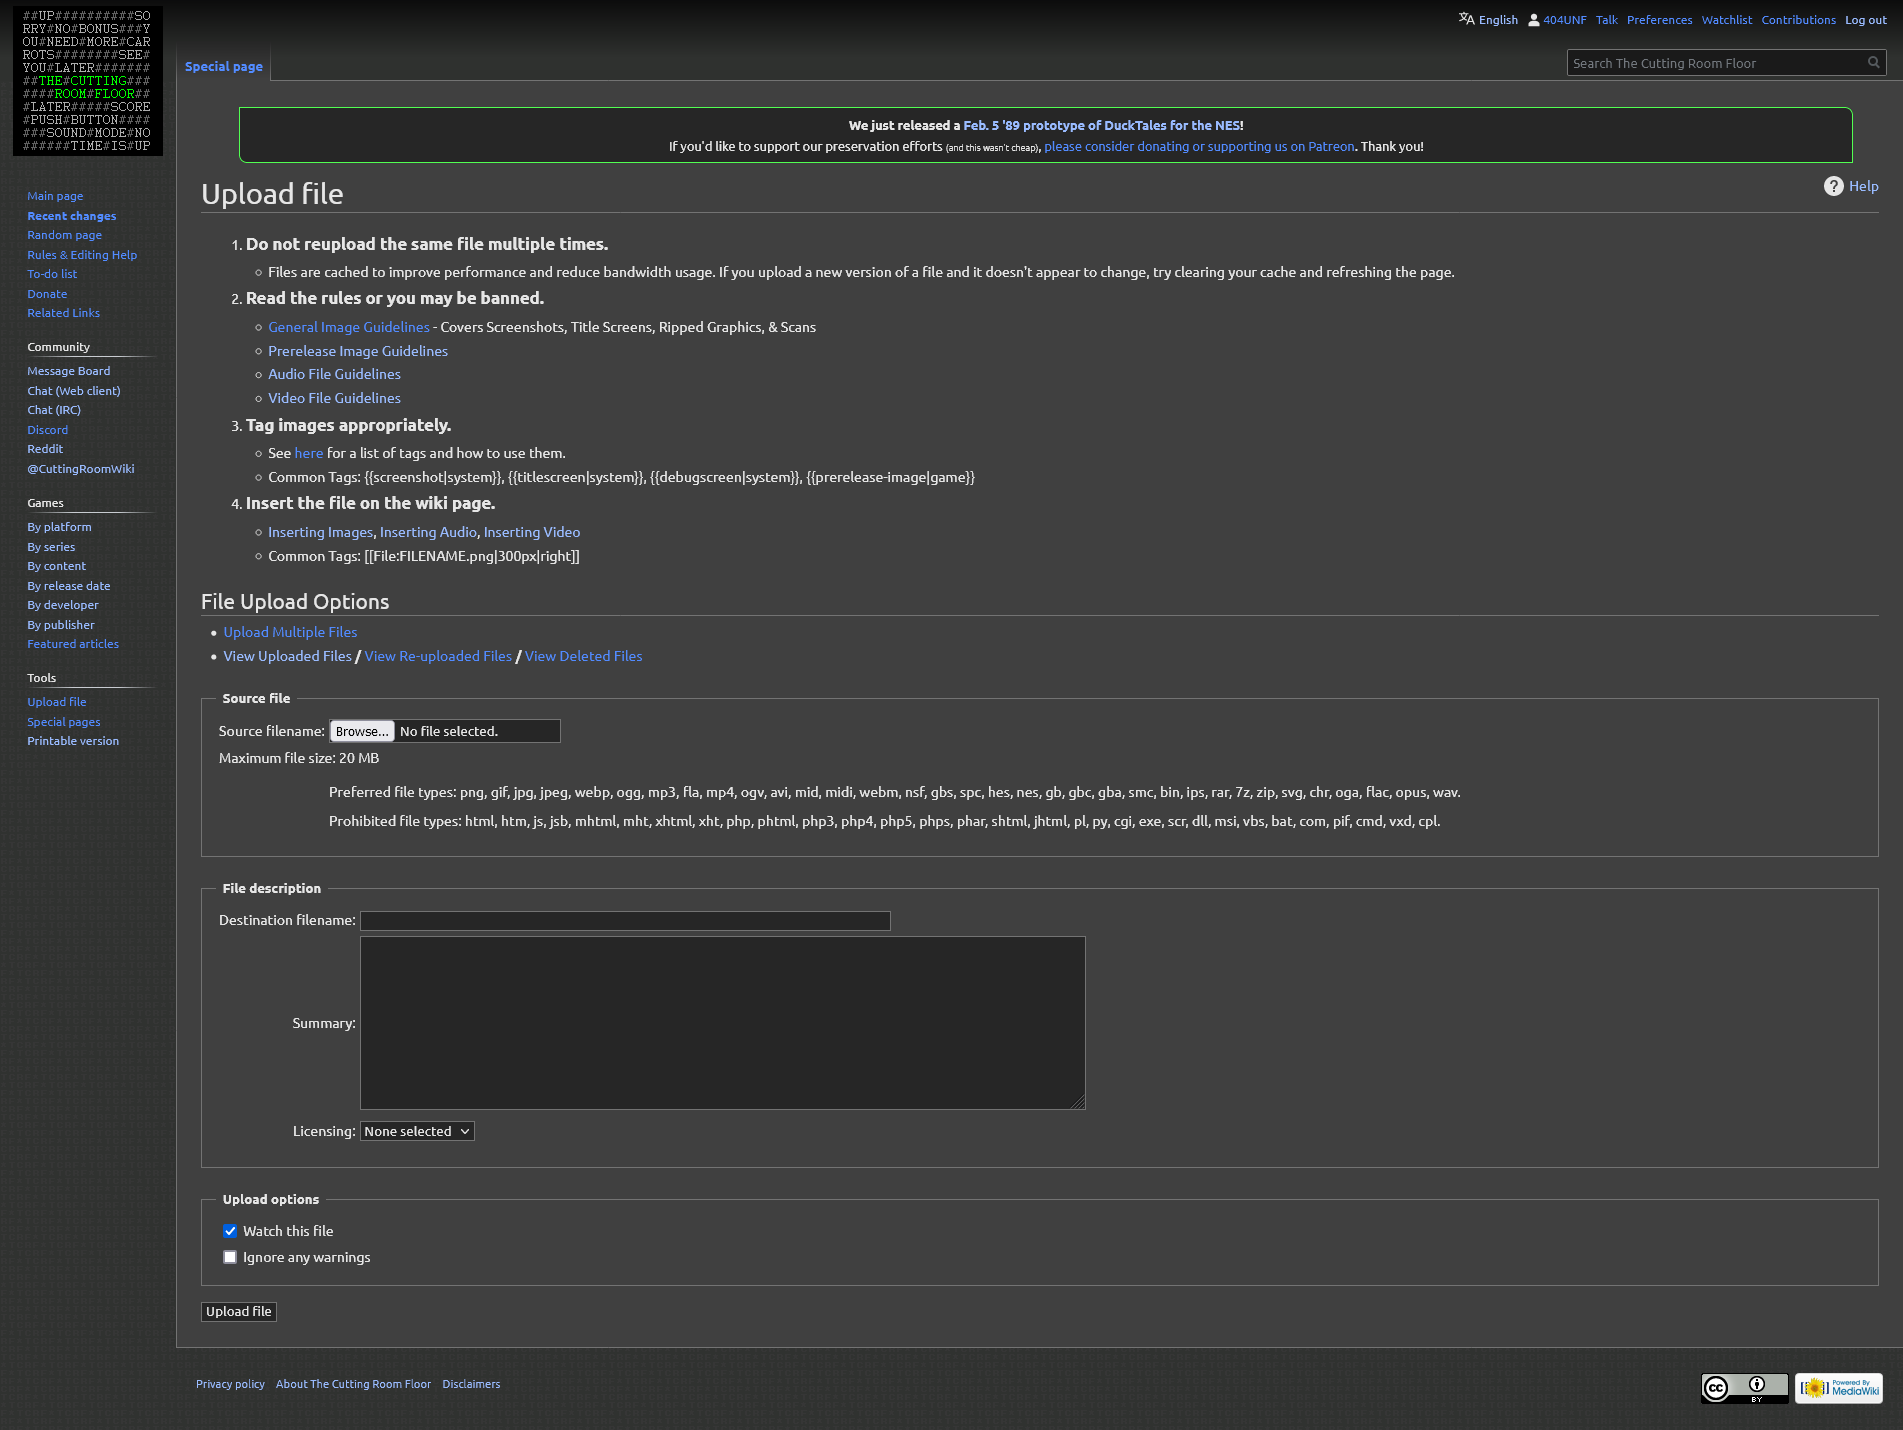 ##UP##########SO
RRY#NO#BONUS###Y
OU#NEED#MORE#CAR
ROTS########SEE#
YOU#LATER#######
##THE#CUTTING###
####ROOM#FLOOR##
#LATER#####SCORE
#PUSH#BUTTON####
###SOUND#MODE#NO
######TIME#IS#UP
English 404UNF Talk Preferences Watchlist Contributions Log out
Special page
Search The Cutting Room Floor
We just released a Feb. 5 '89 prototype of DuckTales for the NES!
If you'd like to support our preservation efforts (and this wasn't cheap), please consider donating or supporting us on Patreon. Thank you!
Main page
Recent changes
Random page
Rules & Editing Help
To-do list
Donate
Related Links
Community
Message Board
Chat (Web client)
Chat (IRC)
Discord
Reddit
@CuttingRoomWiki
Games
By platform
By series
By content
By release date
By developer
By publisher
Featured articles
Tools
Upload file
Special pages
Printable version
Upload file
Help
1. Do not reupload the same file multiple times.
Files are cached to improve performance and reduce bandwidth usage. If you upload a new version of a file and it doesn't appear to change, try clearing your cache and refreshing the page.
2. Read the rules or you may be banned.
General Image Guidelines - Covers Screenshots, Title Screens, Ripped Graphics, & Scans
Prerelease Image Guidelines
Audio File Guidelines
Video File Guidelines
3. Tag images appropriately.
See here for a list of tags and how to use them.
Common Tags: {{screenshot|system}}, {{titlescreen|system}}, {{debugscreen|system}}, {{prerelease-image|game}}
4. Insert the file on the wiki page.
Inserting Images, Inserting Audio, Inserting Video
Common Tags: [[File:FILENAME.png|300px|right]]
File Upload Options
Upload Multiple Files
View Uploaded Files / View Re-uploaded Files / View Deleted Files
Source file
Source filename: Browse... No file selected.
Maximum file size: 20 MB
Preferred file types: png, gif, jpg, jpeg, webp, ogg, mp3, fla, mp4, ogv, avi, mid, midi, webm, nsf, gbs, spc, hes, nes, gb, gbc, gba, smc, bin, ips, rar, 7z, zip, svg, chr, oga, flac, opus, wav.
Prohibited file types: html, htm, js, jsb, mhtml, mht, xhtml, xht, php, phtml, php3, php4, php5, phps, phar, shtml, jhtml, pl, py, cgi, exe, scr, dll, msi, vbs, bat, com, pif, cmd, vxd, cpl.
File description
Destination filename:
Summary:
Licensing: None selected
Upload options
Watch this file
Ignore any warnings
Upload file
Privacy policy About The Cutting Room Floor Disclaimers
cc BY
Powered By MediaWiki